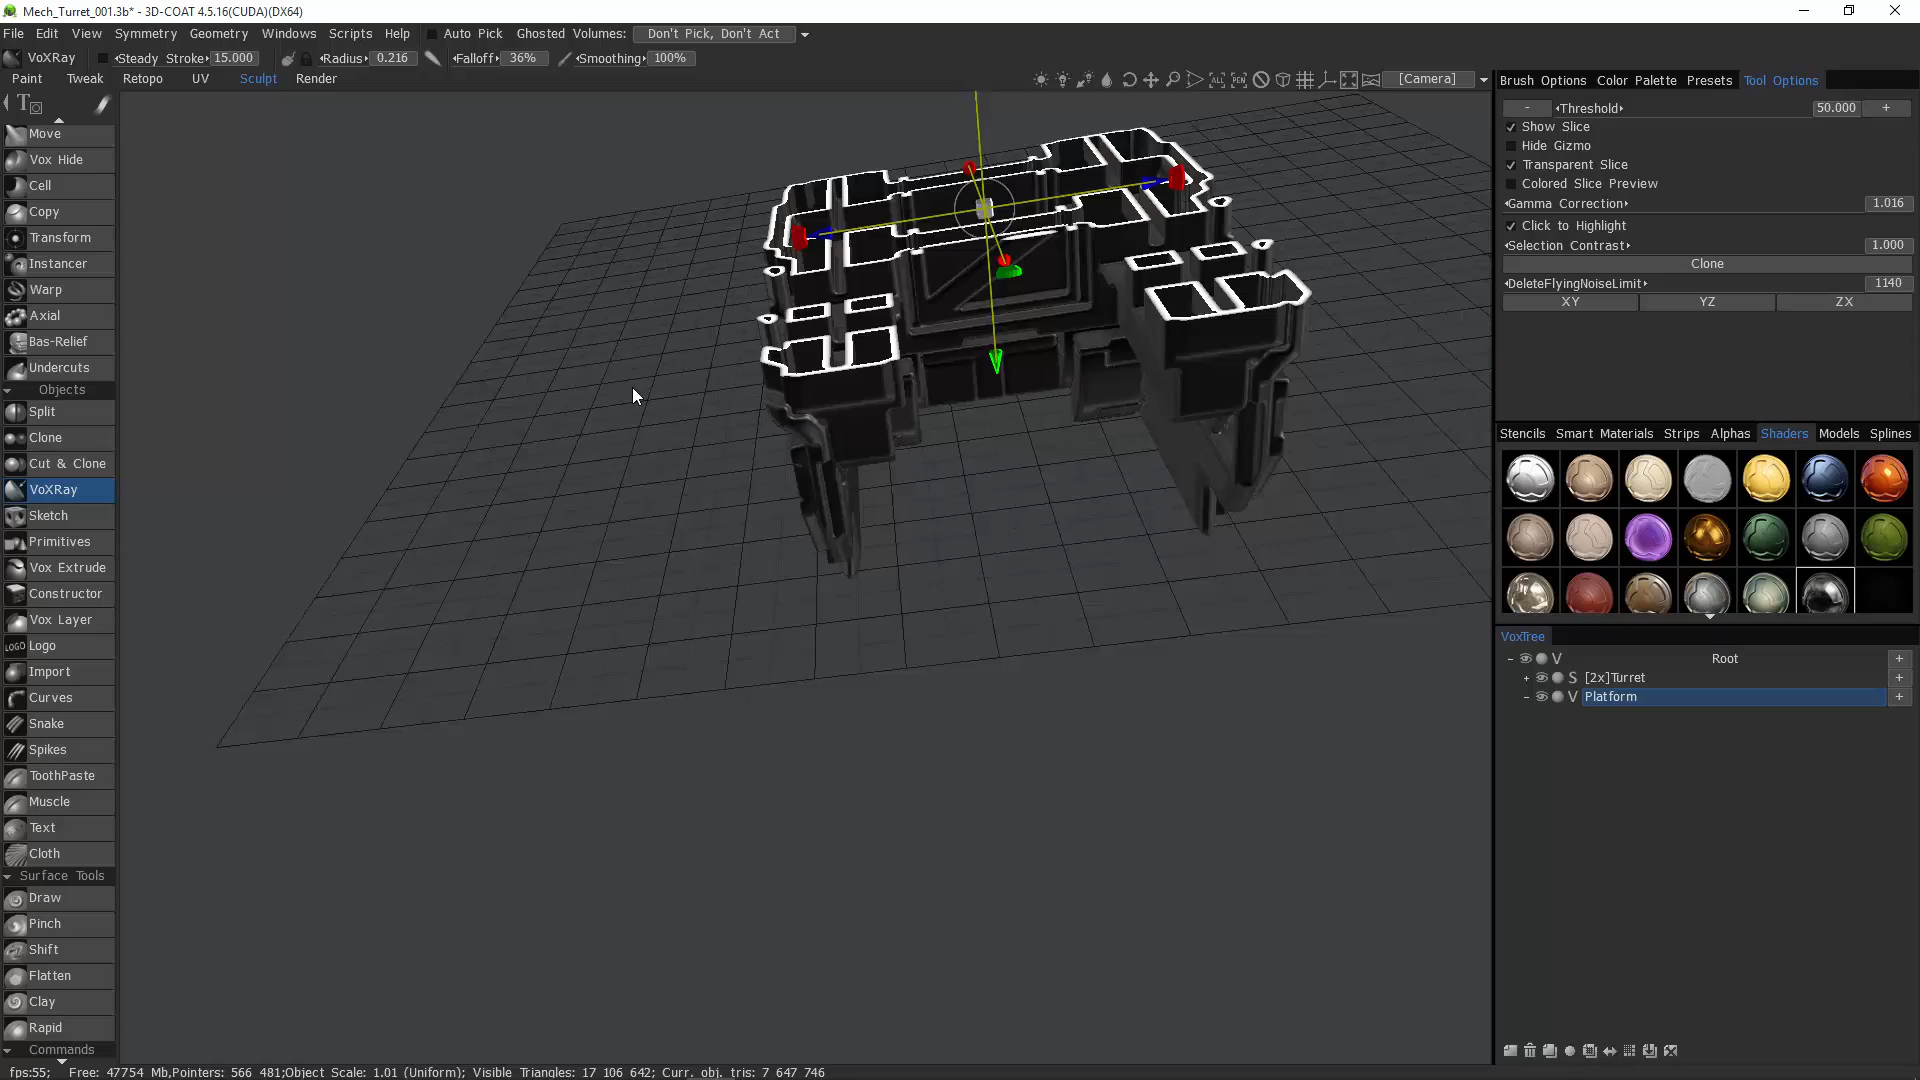 Mech_Turret_001.3b* - 3D-COAT 4.5.16(CUDA)(DX64)
File Edit View Symmetry Geometry Windows Scripts Help Auto Pick Ghosted Volumes: Don't Pick, Don't Act
VoXRay Steady Stroke 15.000 Radius 0.216 Falloff 36% Smoothing 100%
Paint Tweak Retopo UV Sculpt Render [Camera]
Move
Vox Hide
Cell
Copy
Transform
Instancer
Warp
Axial
Bas-Relief
Undercuts
Objects
Split
Clone
Cut & Clone
VoXRay
Sketch
Primitives
Vox Extrude
Constructor
Vox Layer
LOGO Logo
Import
Curves
Snake
Spikes
ToothPaste
Muscle
Text
Cloth
Surface Tools
Draw
Pinch
Shift
Flatten
Clay
Rapid
Commands
Brush Options Color Palette Presets Tool Options
- Threshold 50.000 +
Show Slice
Hide Gizmo
Transparent Slice
Colored Slice Preview
Gamma Correction 1.016
Click to Highlight
Selection Contrast 1.000
Clone
DeleteFlyingNoiseLimit 1140
XY YZ ZX
Stencils Smart Materials Strips Alphas Shaders Models Splines
VoxTree
- V Root +
+ S [2x]Turret +
- V Platform +
fps:55; Free: 47754 Mb,Pointers: 566 481;Object Scale: 1.01 (Uniform); Visible Triangles: 17 106 642; Curr. obj. tris: 7 647 746